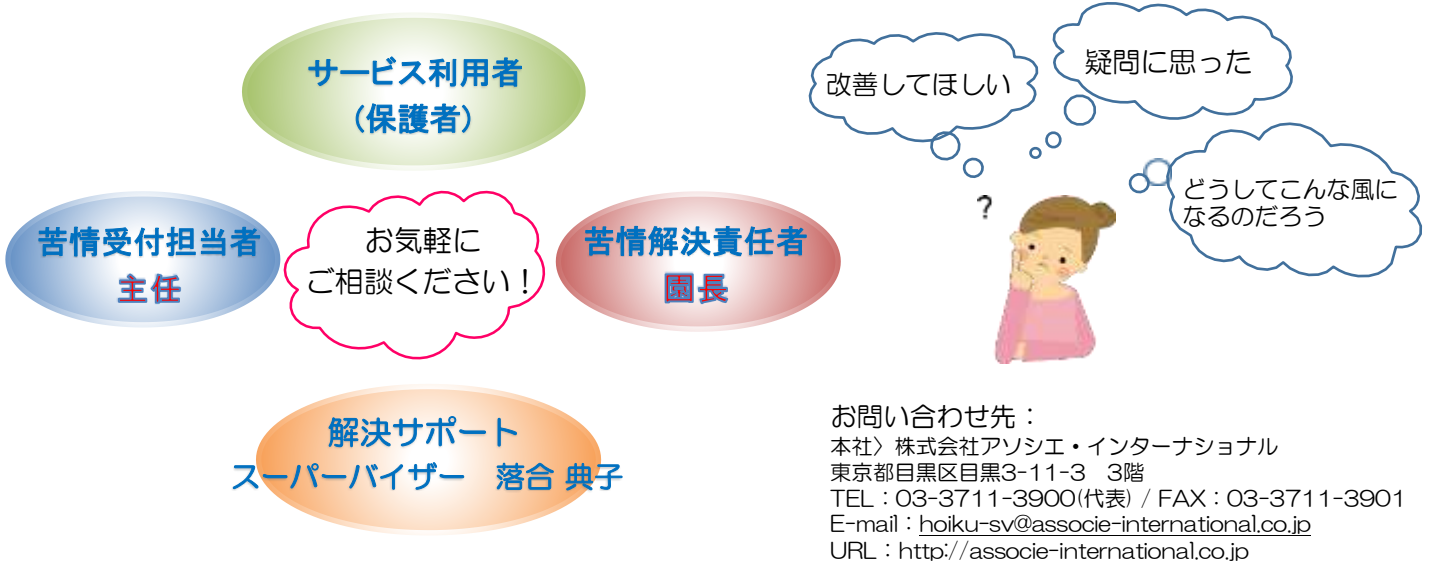 サービス利用者
(保護者)
苦情受付担当者
主任
お気軽に
ご相談ください！
苦情解決責任者
園長
解決サポート
スーパーバイザー　落合 典子
改善してほしい
疑問に思った
どうしてこんな風に
なるのだろう
?
お問い合わせ先：
本社〉株式会社アソシエ・インターナショナル
東京都目黒区目黒3-11-3　3階
TEL：03-3711-3900(代表) / FAX：03-3711-3901
E-mail：hoiku-sv@associe-international.co.jp
URL：http://associe-international.co.jp